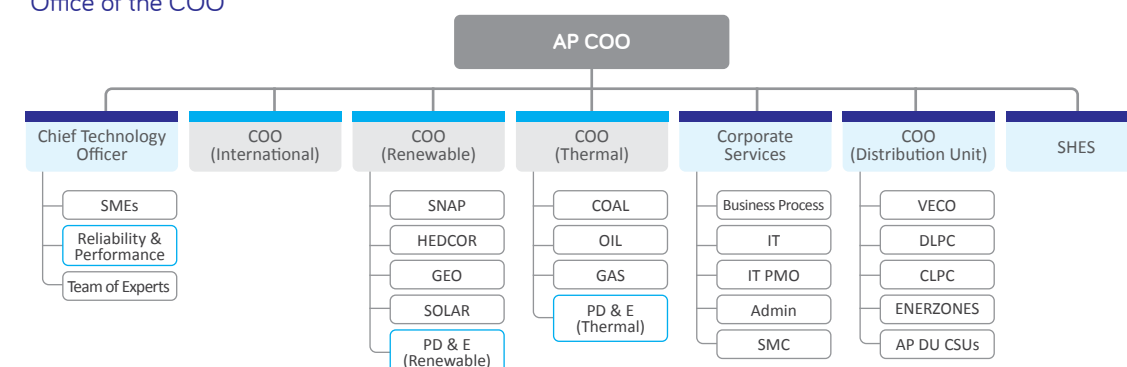 Office of the COO
AP COO
Chief Technology
Officer
COO
(International)
COO
(Renewable)
COO
(Thermal)
Corporate
Services
COO
(Distribution Unit)
SHES
SMEs
Reliability &
Performance
Team of Experts
SNAP
HEDCOR
GEO
SOLAR
PD & E
(Renewable)
COAL
OIL
GAS
PD & E
(Thermal)
Business Process
IT
IT PMO
Admin
SMC
VECO
DLPC
CLPC
ENERZONES
AP DU CSUs